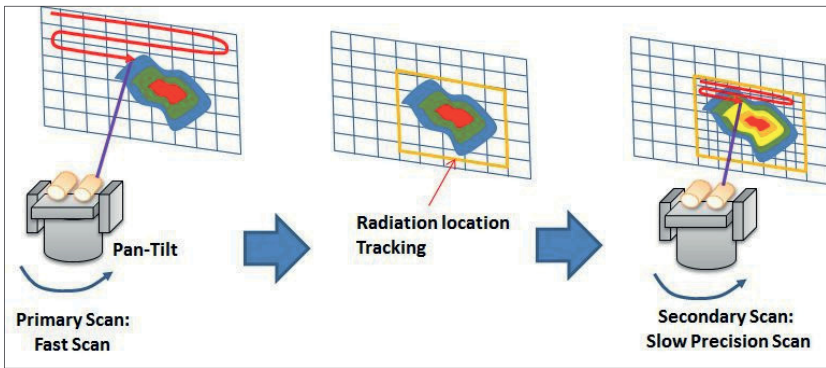 Pan-Tilt
Primary Scan:
Fast Scan
Radiation location
Tracking
Secondary Scan:
Slow Precision Scan